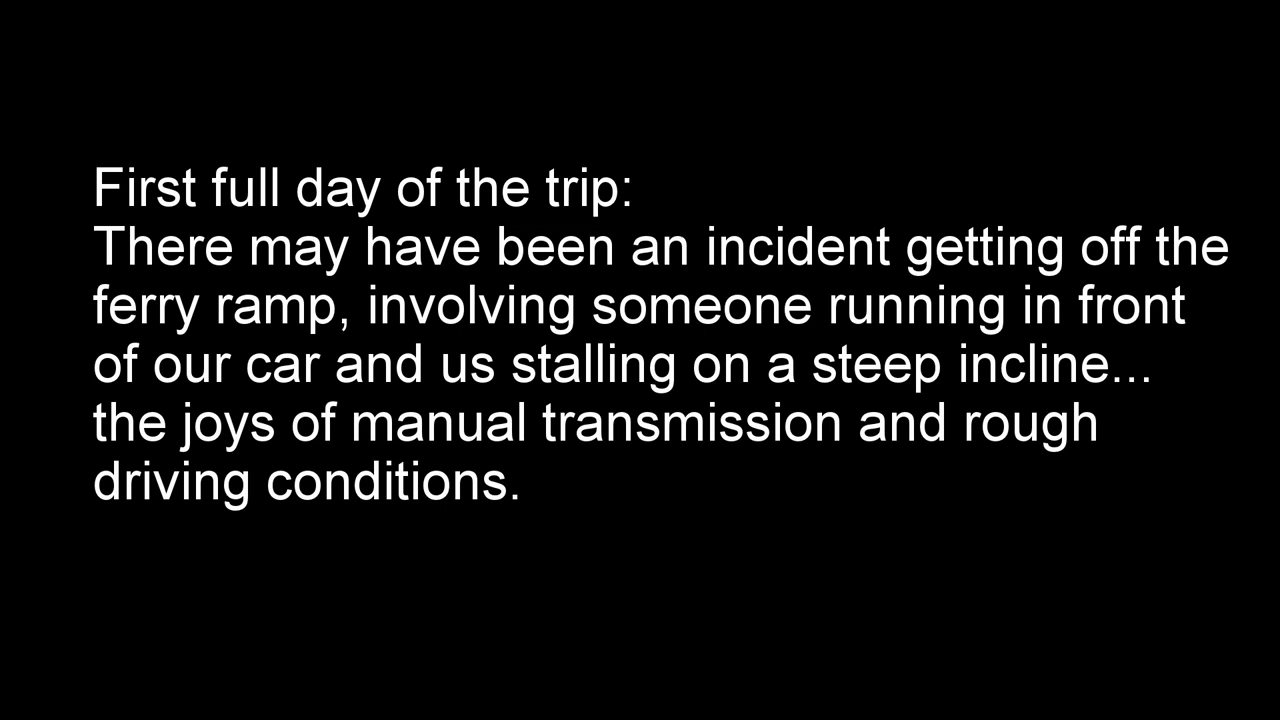 First full day of the trip:
There may have been an incident getting off the
ferry ramp, involving someone running in front
of our car and us stalling on a steep incline...
the joys of manual transmission and rough
driving conditions.